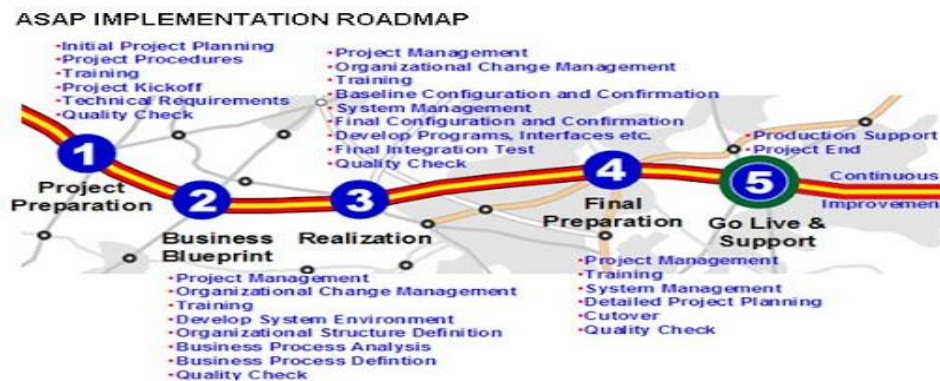 ASAP IMPLEMENTATION ROADMAP
•Initial Project Planning
•Project Procedures
•Training
•Project Kickoff
•Technical Requirements
•Quality Check
•Project Management
•Organizational Change Management
•Training
•Baseline Configuration and Confirmation
•System Management
•Final Configuration and Confirmation
•Develop Programs, Interfaces etc.
•Final Integration Test
•Quality Check
•Production Support
•Project End
1
Project
Preparation
2
Business
Blueprint
3
Realization
4
Final
Preparation
5
Go Live &
Support
Continuous
Improvement
•Project Management
•Organizational Change Management
•Training
•Develop System Environment
•Organizational Structure Definition
•Business Process Analysis
•Business Process Defintion
•Quality Check
•Project Management
•Training
•System Management
•Detailed Project Planning
•Cutover
•Quality Check